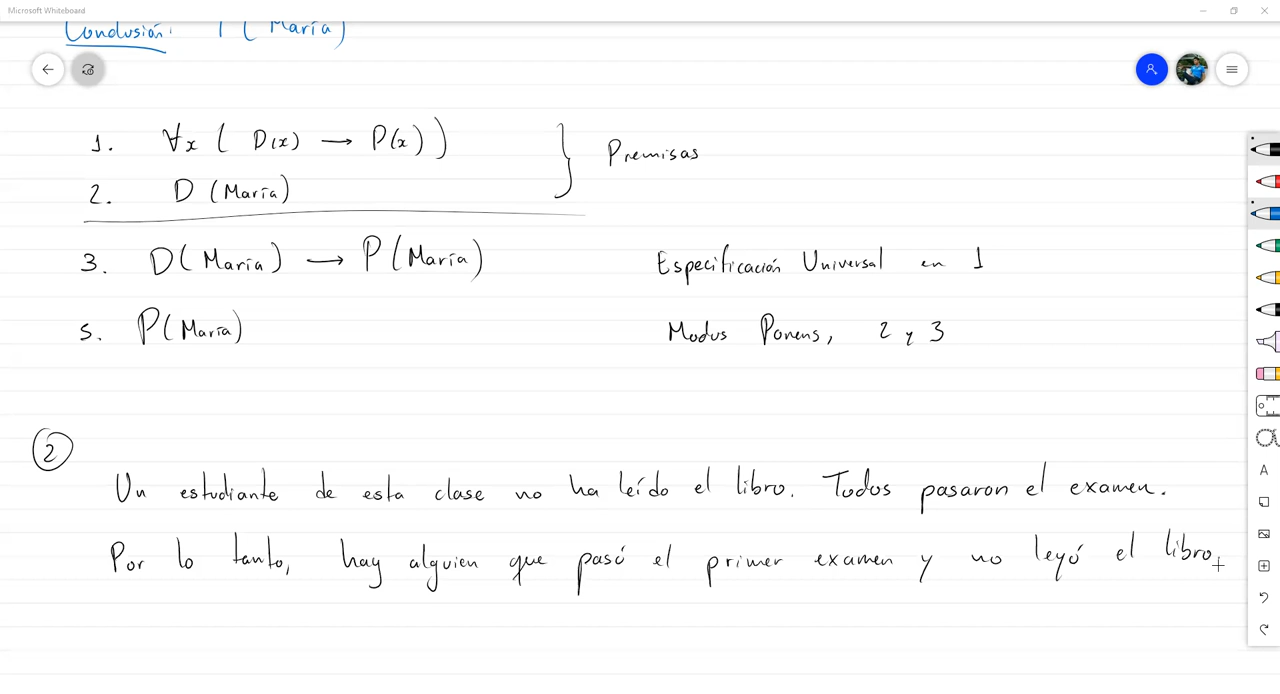 Microsoft Whiteboard
Conclusión: P(María)
1. ∀x ( D(x) → P(x) )
2. D (María)
} Premisas
3. D( María ) → P( María ) Especificación Universal en 1
5. P( María ) Modus Ponens, 2 y 3
2
Un estudiante de esta clase no ha leído el libro. Todos pasaron el examen.
Por lo tanto, hay alguien que pasó el primer examen y no leyó el libro.
A